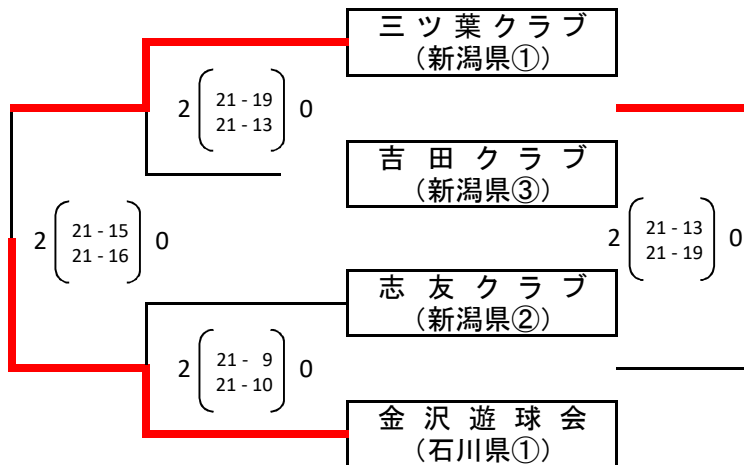 三ツ葉クラブ
（新潟県①）
2 21 - 19 0
21 - 13
吉田クラブ
（新潟県③）
2 21 - 15 0
21 - 16
2 21 - 13 0
21 - 19
志友クラブ
（新潟県②）
2 21 - 9 0
21 - 10
金沢遊球会
（石川県①）